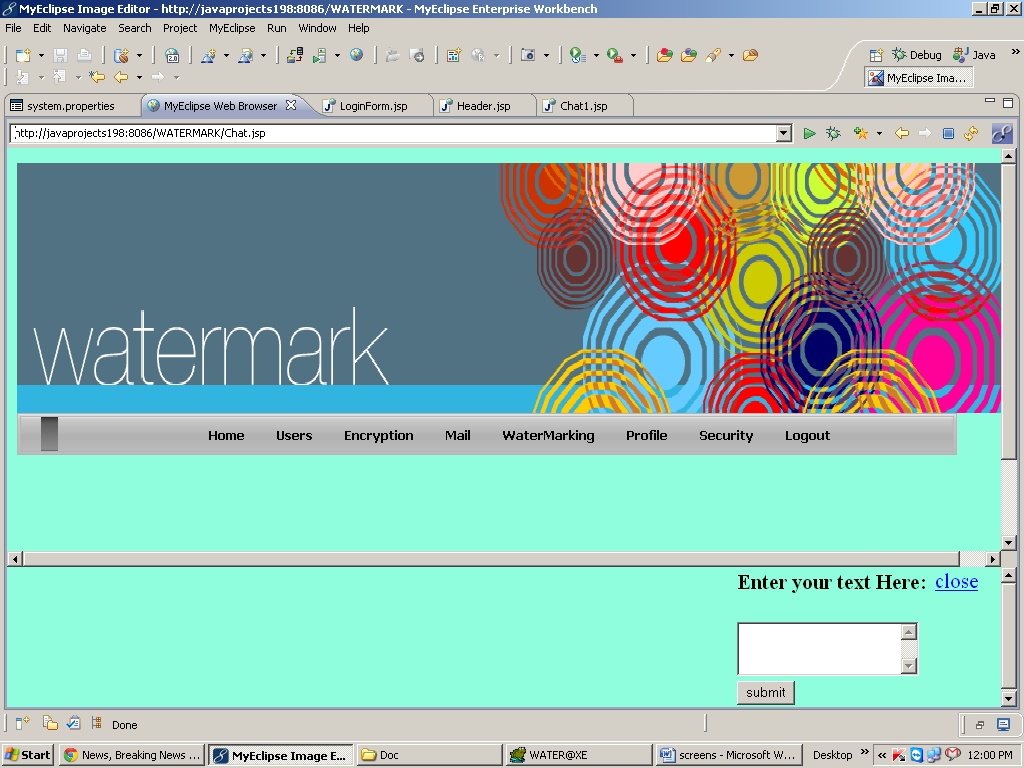 MyEclipse Image Editor - http://javaprojects198:8086/WATERMARK - MyEclipse Enterprise Workbench
File Edit Navigate Search Project MyEclipse Run Window Help
2.0
Debug Java
MyEclipse Ima...
system.properties MyEclipse Web Browser LoginForm.jsp Header.jsp Chat1.jsp
http://javaprojects198:8086/WATERMARK/Chat.jsp
watermark
Home Users Encryption Mail WaterMarking Profile Security Logout
Enter your text Here: close
submit
Done
Start News, Breaking News ... MyEclipse Image E... Doc WATER@XE screens - Microsoft W... Desktop 12:00 PM